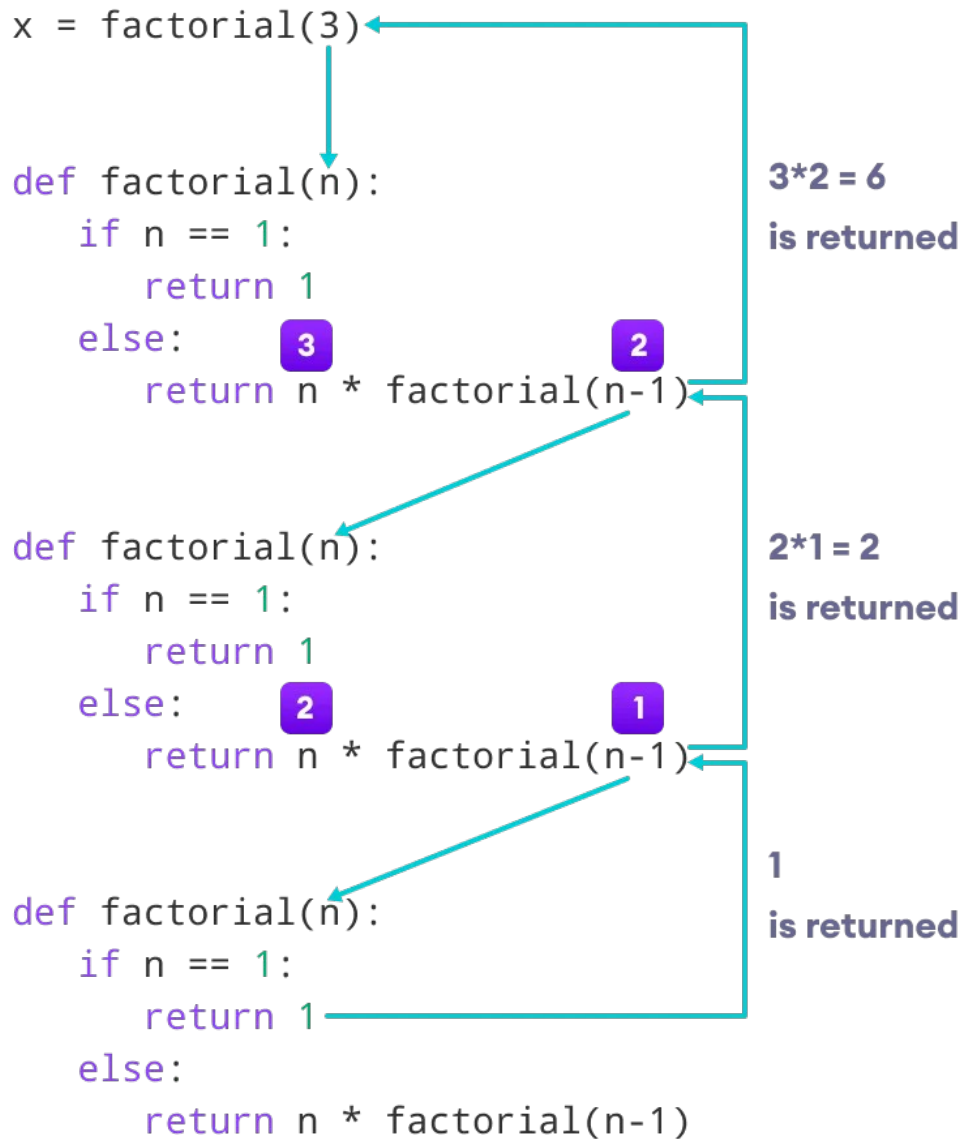 x = factorial(3)
def factorial(n):
   if n == 1:
      return 1
   else:
3
2
      return n * factorial(n-1)
3*2 = 6
is returned
def factorial(n):
   if n == 1:
      return 1
   else:
2
1
      return n * factorial(n-1)
2*1 = 2
is returned
def factorial(n):
   if n == 1:
      return 1
   else:
      return n * factorial(n-1)
1
is returned